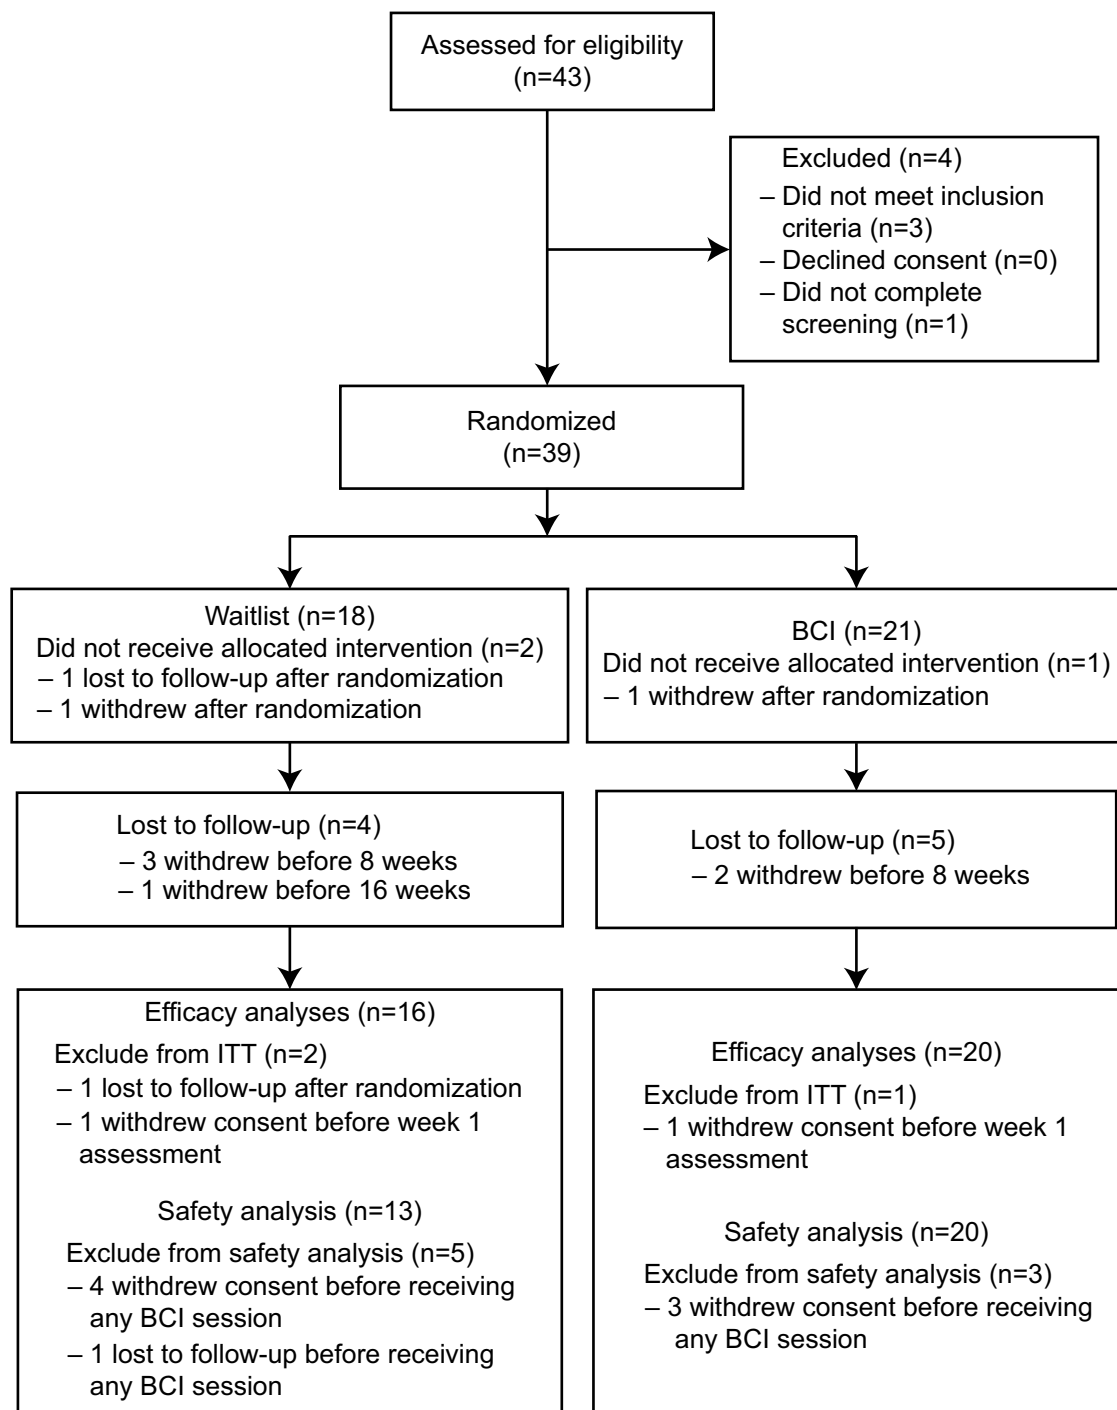 Assessed for eligibility
(n=43)
Excluded (n=4)
– Did not meet inclusion
criteria (n=3)
– Declined consent (n=0)
– Did not complete
screening (n=1)
Randomized
(n=39)
Waitlist (n=18)
Did not receive allocated intervention (n=2)
– 1 lost to follow-up after randomization
– 1 withdrew after randomization
BCI (n=21)
Did not receive allocated intervention (n=1)
– 1 withdrew after randomization
Lost to follow-up (n=4)
– 3 withdrew before 8 weeks
– 1 withdrew before 16 weeks
Lost to follow-up (n=5)
– 2 withdrew before 8 weeks
Efficacy analyses (n=16)
Exclude from ITT (n=2)
– 1 lost to follow-up after randomization
– 1 withdrew consent before week 1
assessment
Safety analysis (n=13)
Exclude from safety analysis (n=5)
– 4 withdrew consent before receiving
any BCI session
– 1 lost to follow-up before receiving
any BCI session
Efficacy analyses (n=20)
Exclude from ITT (n=1)
– 1 withdrew consent before week 1
assessment
Safety analysis (n=20)
Exclude from safety analysis (n=3)
– 3 withdrew consent before receiving
any BCI session